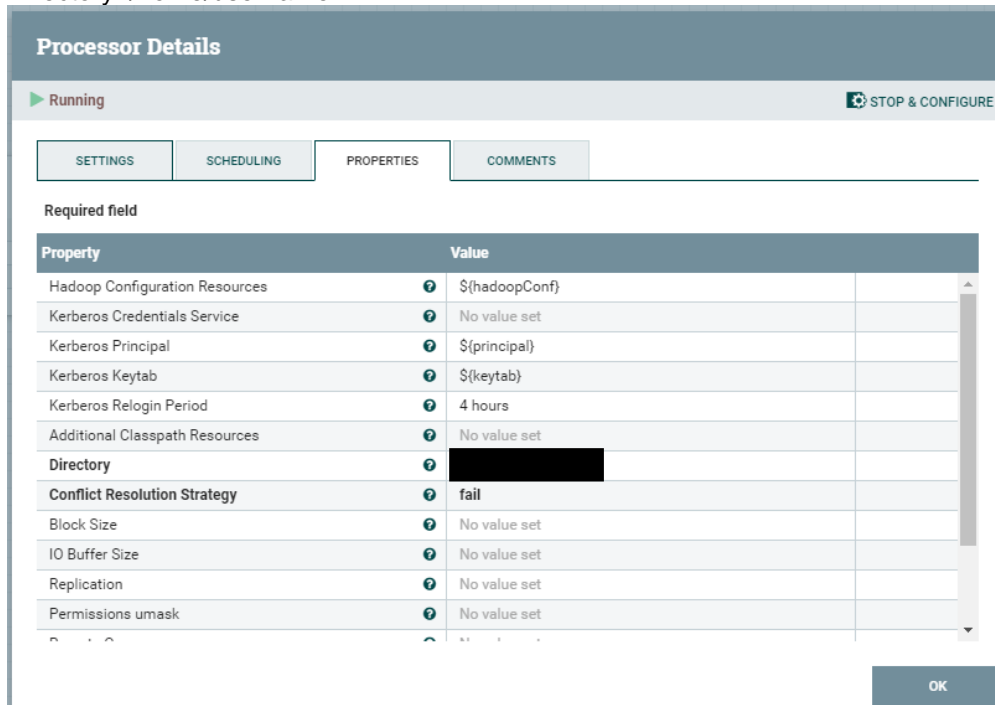 Processor Details
Running
STOP & CONFIGURE
SETTINGS SCHEDULING PROPERTIES COMMENTS
Required field
Property Value
Hadoop Configuration Resources ${hadoopConf}
Kerberos Credentials Service No value set
Kerberos Principal ${principal}
Kerberos Keytab ${keytab}
Kerberos Relogin Period 4 hours
Additional Classpath Resources No value set
Directory
Conflict Resolution Strategy fail
Block Size No value set
IO Buffer Size No value set
Replication No value set
Permissions umask No value set
OK